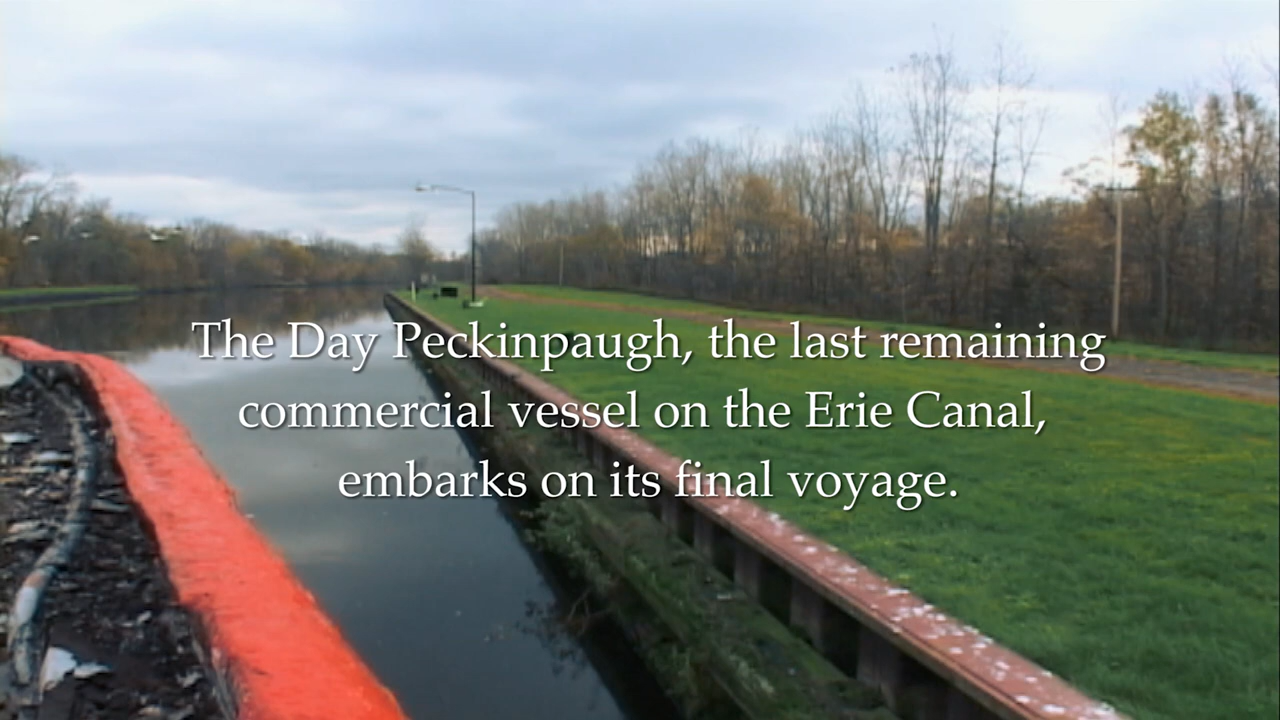 The Day Peckinpaugh, the last remaining
commercial vessel on the Erie Canal,
embarks on its final voyage.